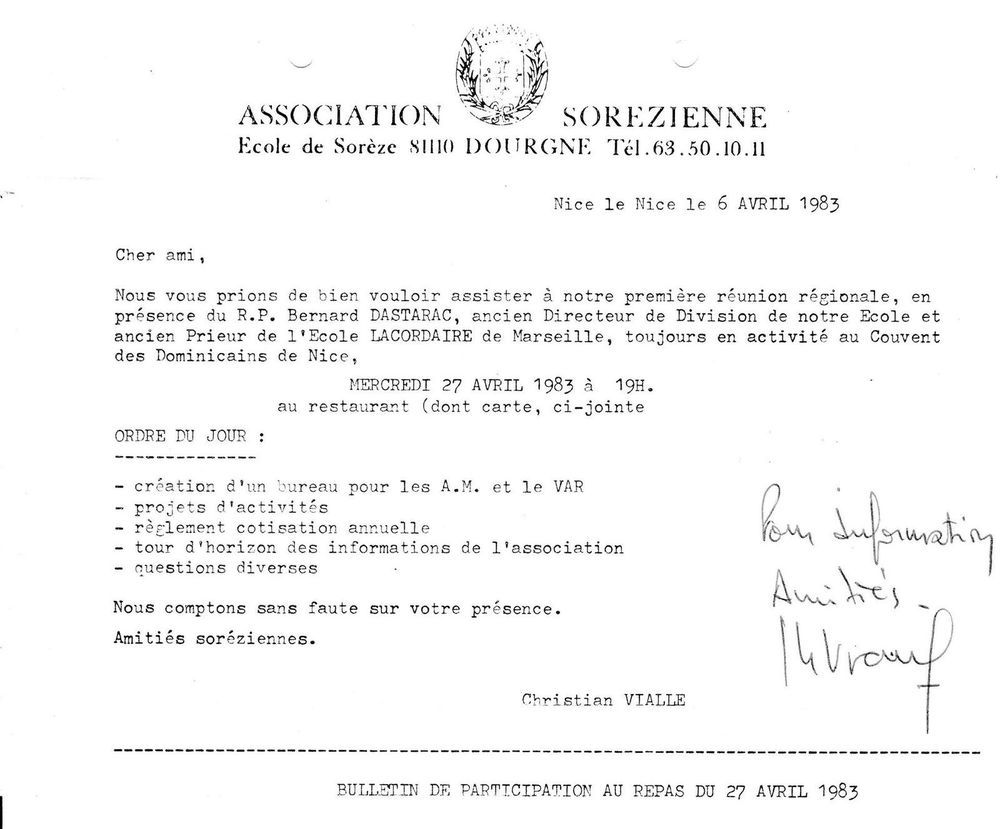 ASSOCIATION SOREZIENNE
Ecole de Sorèze 81110 DOURGNE Tél.63.50.10.11
Nice le Nice le 6 AVRIL 1983
Cher ami,
Nous vous prions de bien vouloir assister à notre première réunion régionale, en
présence du R.P. Bernard DASTARAC, ancien Directeur de Division de notre Ecole et
ancien Prieur de l'Ecole LACORDAIRE de Marseille, toujours en activité au Couvent
des Dominicains de Nice,
MERCREDI 27 AVRIL 1983 à 19H.
au restaurant (dont carte, ci-jointe
ORDRE DU JOUR :
--------------
- création d'un bureau pour les A.M. et le VAR
- projets d'activités
- règlement cotisation annuelle
- tour d'horizon des informations de l'association
- questions diverses
Pour information
Amitiés.
Nous comptons sans faute sur votre présence.
Amitiés soréziennes.
Christian VIALLE
BULLETIN DE PARTICIPATION AU REPAS DU 27 AVRIL 1983